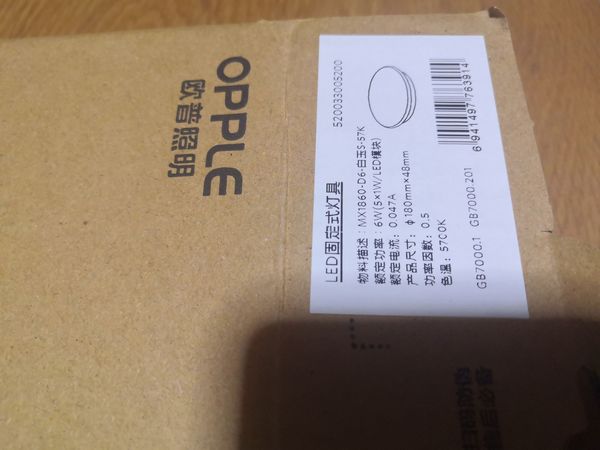 OPPLE
欧普照明
520033005200
LED固定式灯具
物料描述：MX1860-D6-白玉S-57K
额定功率：6W(5×1W/LED模块)
额定电流：0.047A
产品尺寸：φ180mm×48mm
功率因数：0.5
色温：5700K
GB7000.1 GB7000.201
6 941497 763914